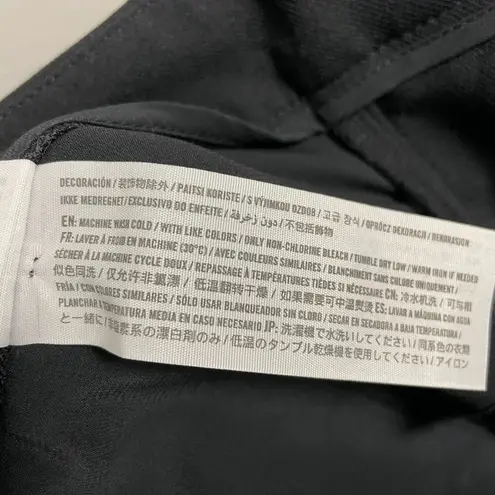 DECORACIÓN / 装飾物除外 / PAITSI KORISTE / S VÝJIMKOU OZDOB / 고급 장식 / OPRÓCZ DEKORACJI / DEKORASJON
IKKE MEDREGNET / EXCLUSIVO DO ENFEITE / دون زخارف / 不包括飾物
EN: MACHINE WASH COLD / WITH LIKE COLORS / ONLY NON-CHLORINE BLEACH / TUMBLE DRY LOW / WARM IRON IF NEEDED
FR: LAVER À FROID EN MACHINE (30°C) / AVEC COULEURS SIMILAIRES / BLANCHIMENT SANS CHLORE UNIQUEMENT /
SÉCHER À LA MACHINE CYCLE DOUX / REPASSAGE À TEMPÉRATURES TIÈDES SI NÉCESSAIRE CN: 冷水机洗 / 可与相
似色同洗 / 仅允许非氯漂 / 低温翻转干燥 / 如果需要可中温熨烫 ES: LAVAR A MÁQUINA CON AGUA
FRÍA / CON COLORES SIMILARES / SÓLO USAR BLANQUEADOR SIN CLORO / SECAR EN SECADORA A BAJA TEMPERATURA /
PLANCHAR A TEMPERATURA MEDIA EN CASO NECESARIO JP: 洗濯機で水洗いしてください / 同系色の衣類
と一緒に / 非塩素系の漂白剤のみ / 低温のタンブル乾燥機を使用してください / アイロン